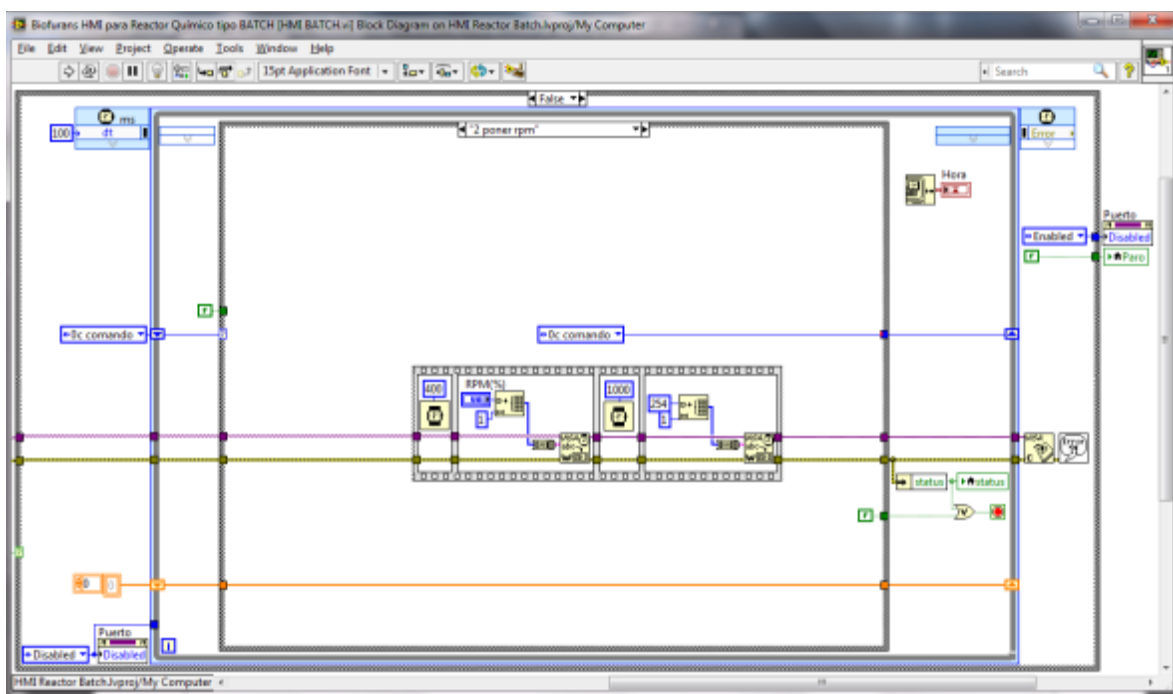 Biofurans HMI para Reactor Químico tipo BATCH [HMI BATCH.vi] Block Diagram on HMI Reactor Batch.lvproj/My Computer
File Edit View Project Operate Tools Window Help
15pt Application Font
Search
False
ms
100
dt
Error
"2 poner rpm"
Hora
Puerto
Enabled
Disabled
F
Paro
F
0c comando
0c comando
400
RPM(%)
1
1000
254
1
status
status
F
0
0
Puerto
Disabled
Disabled
i
HMI Reactor Batch.lvproj/My Computer